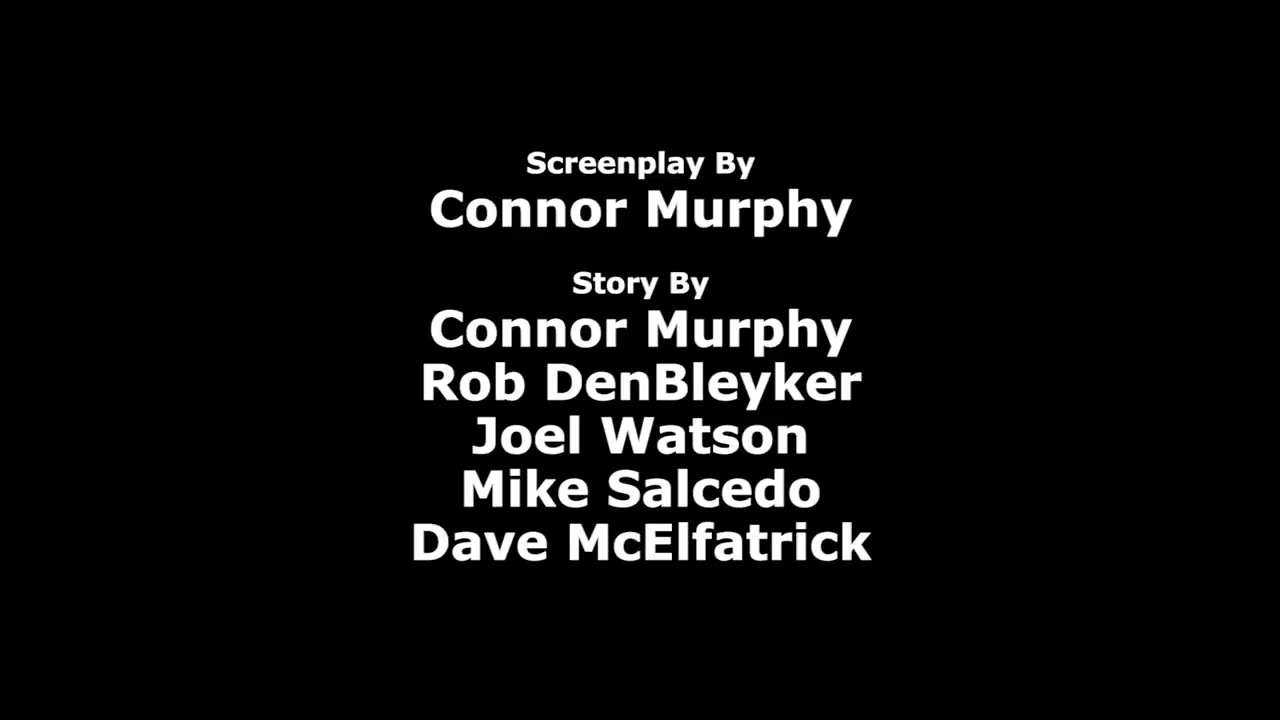 Screenplay By
Connor Murphy
Story By
Connor Murphy
Rob DenBleyker
Joel Watson
Mike Salcedo
Dave McElfatrick